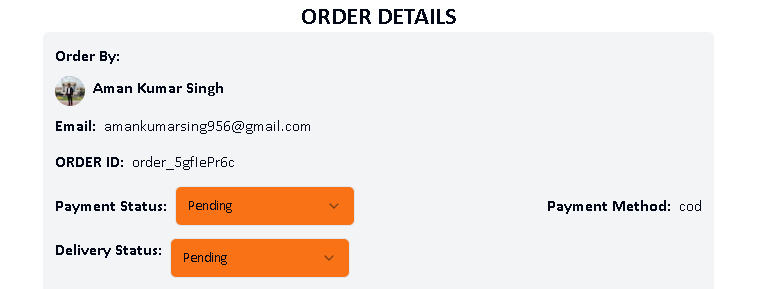 ORDER DETAILS
Order By:
Aman Kumar Singh
Email: amankumarsing956@gmail.com
ORDER ID: order_5gfIePr6c
Payment Status: Pending Payment Method: cod
Delivery Status: Pending